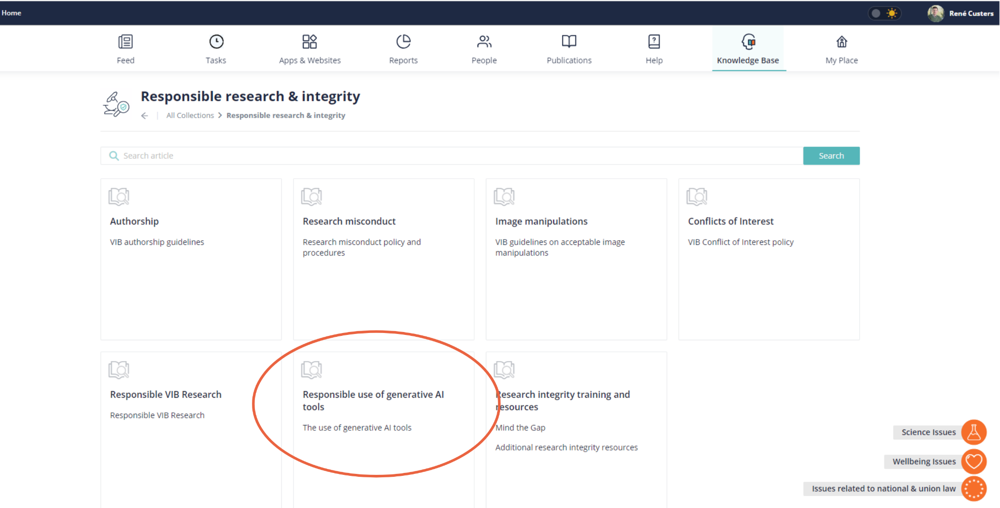 Home
René Custers
Feed
Tasks
Apps & Websites
Reports
People
Publications
Help
Knowledge Base
My Place
Responsible research & integrity
All Collections > Responsible research & integrity
Search article
Search
Authorship
VIB authorship guidelines
Research misconduct
Research misconduct policy and
procedures
Image manipulations
VIB guidelines on acceptable image
manipulations
Conflicts of Interest
VIB Conflict of Interest policy
Responsible VIB Research
Responsible VIB Research
Responsible use of generative AI
tools
The use of generative AI tools
Research integrity training and
resources
Mind the Gap
Additional research integrity resources
Science Issues
Wellbeing Issues
Issues related to national & union law